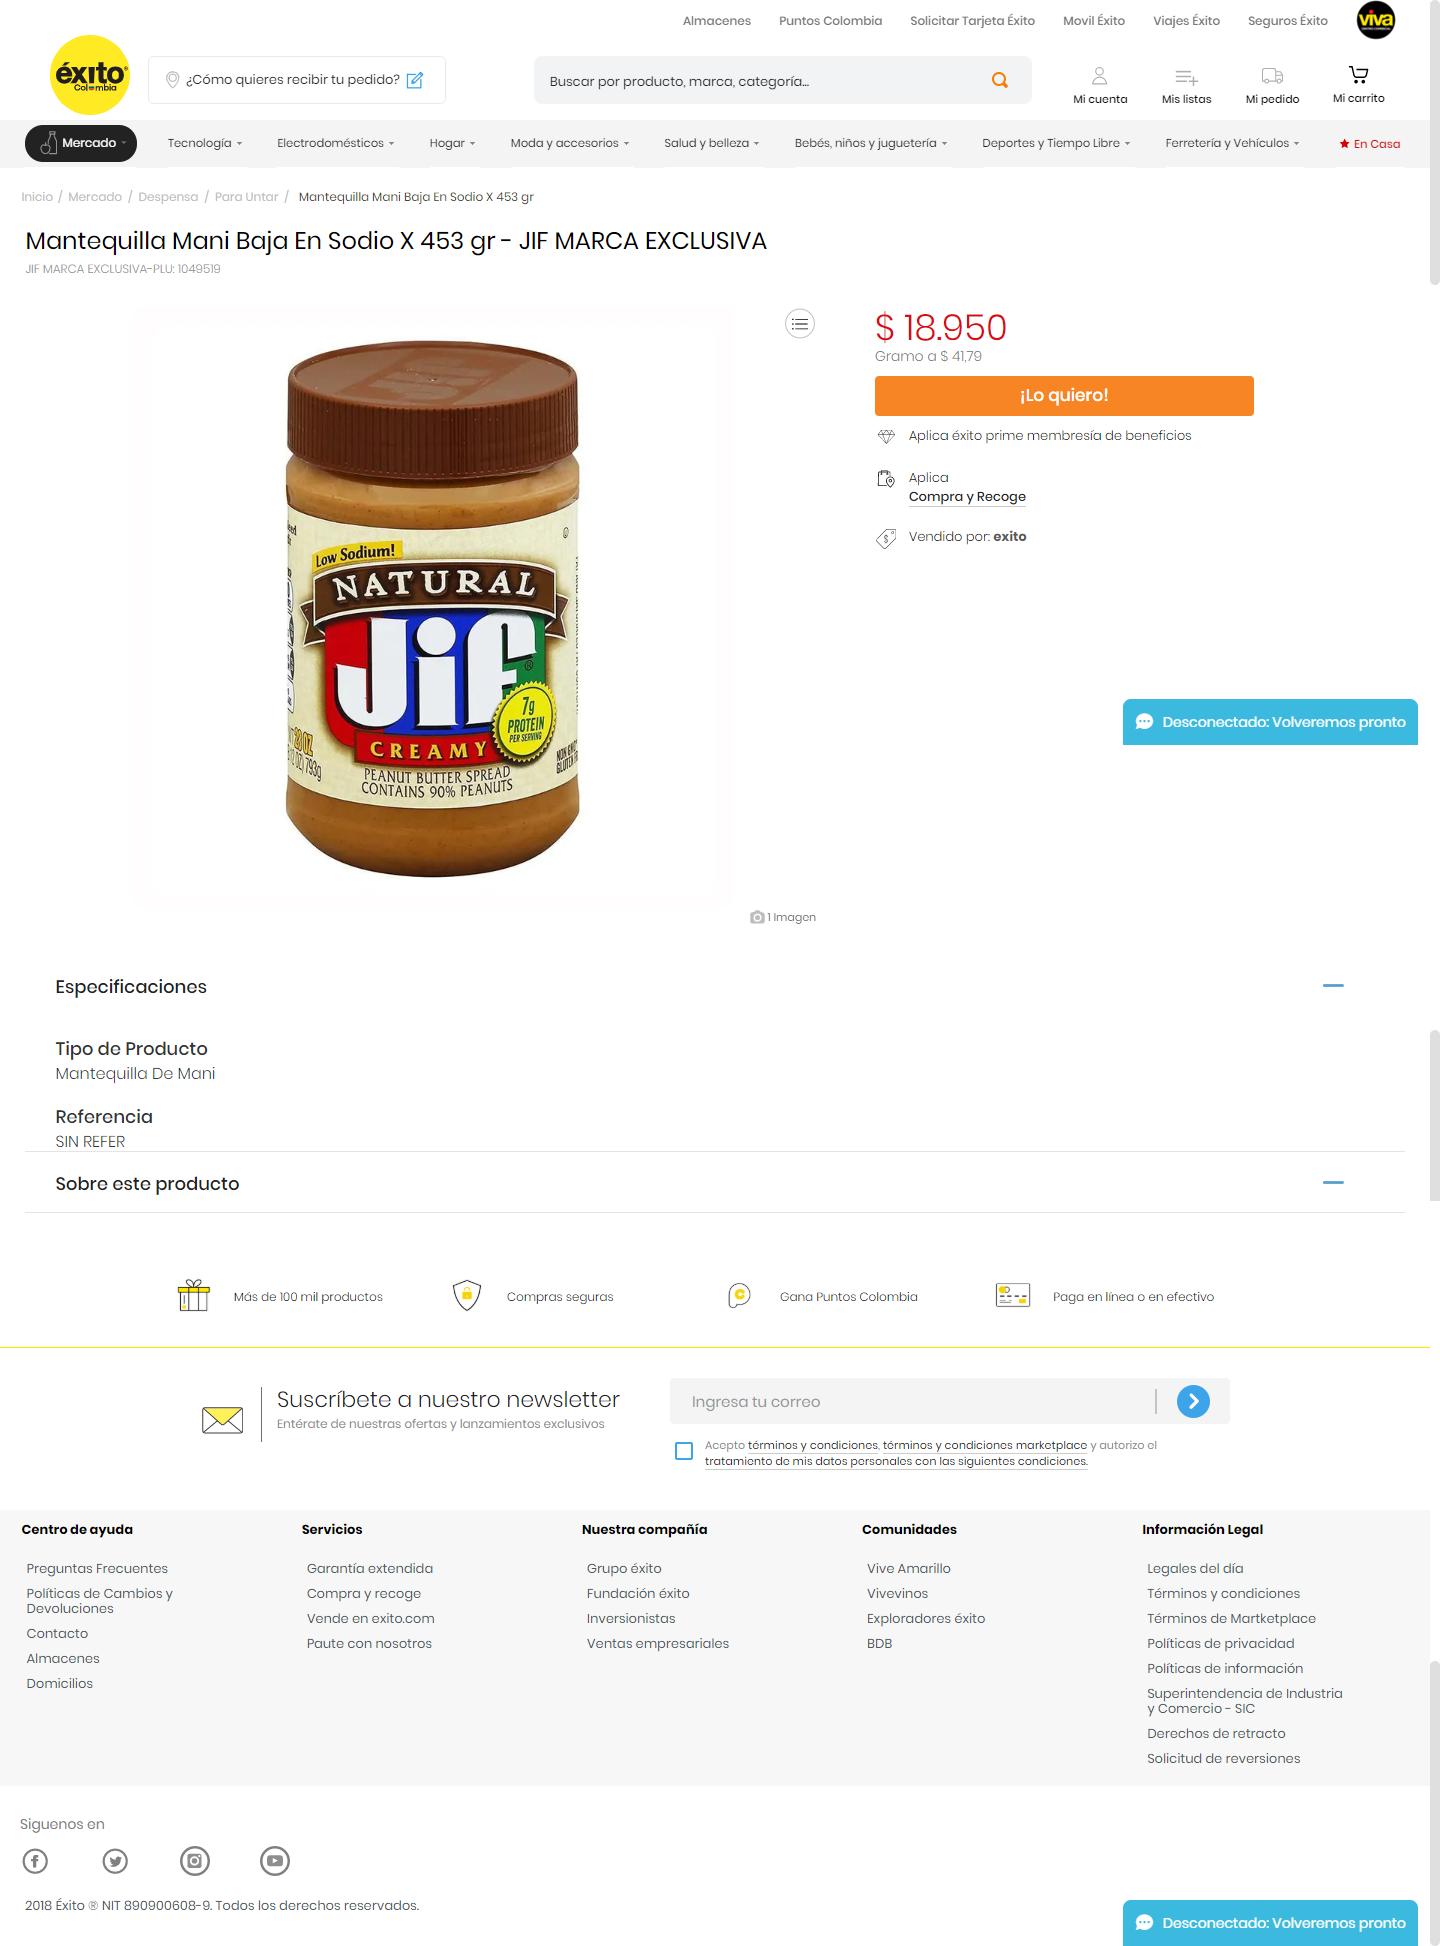 Almacenes Puntos Colombia Solicitar Tarjeta Éxito Movil Éxito Viajes Éxito Seguros Éxito viva
éxito
Colombia
¿Cómo quieres recibir tu pedido?
Buscar por producto, marca, categoría...
Mi cuenta Mis listas Mi pedido Mi carrito
Mercado Tecnología Electrodomésticos Hogar Moda y accesorios Salud y belleza Bebés, niños y juguetería Deportes y Tiempo Libre Ferretería y Vehículos En Casa
Inicio / Mercado / Despensa / Para Untar / Mantequilla Mani Baja En Sodio X 453 gr
Mantequilla Mani Baja En Sodio X 453 gr - JIF MARCA EXCLUSIVA
JIF MARCA EXCLUSIVA-PLU: 1049519
Low Sodium!
NATURAL
Jif®
7g
PROTEIN
PER SERVING
CREAMY
PEANUT BUTTER SPREAD
CONTAINS 90% PEANUTS
793g
1 Imagen
$ 18.950
Gramo a $ 41,79
¡Lo quiero!
Aplica éxito prime membresía de beneficios
Aplica
Compra y Recoge
Vendido por: exito
Desconectado: Volveremos pronto
Especificaciones
Tipo de Producto
Mantequilla De Mani
Referencia
SIN REFER
Sobre este producto
Más de 100 mil productos Compras seguras Gana Puntos Colombia Paga en línea o en efectivo
Suscríbete a nuestro newsletter
Entérate de nuestras ofertas y lanzamientos exclusivos
Ingresa tu correo
Acepto términos y condiciones, términos y condiciones marketplace y autorizo el
tratamiento de mis datos personales con las siguientes condiciones.
Centro de ayuda
Preguntas Frecuentes
Políticas de Cambios y
Devoluciones
Contacto
Almacenes
Domicilios
Servicios
Garantía extendida
Compra y recoge
Vende en exito.com
Paute con nosotros
Nuestra compañía
Grupo éxito
Fundación éxito
Inversionistas
Ventas empresariales
Comunidades
Vive Amarillo
Vivevinos
Exploradores éxito
BDB
Información Legal
Legales del día
Términos y condiciones
Términos de Martketplace
Políticas de privacidad
Políticas de información
Superintendencia de Industria
y Comercio - SIC
Derechos de retracto
Solicitud de reversiones
Siguenos en
2018 Éxito ® NIT 890900608-9. Todos los derechos reservados.
Desconectado: Volveremos pronto